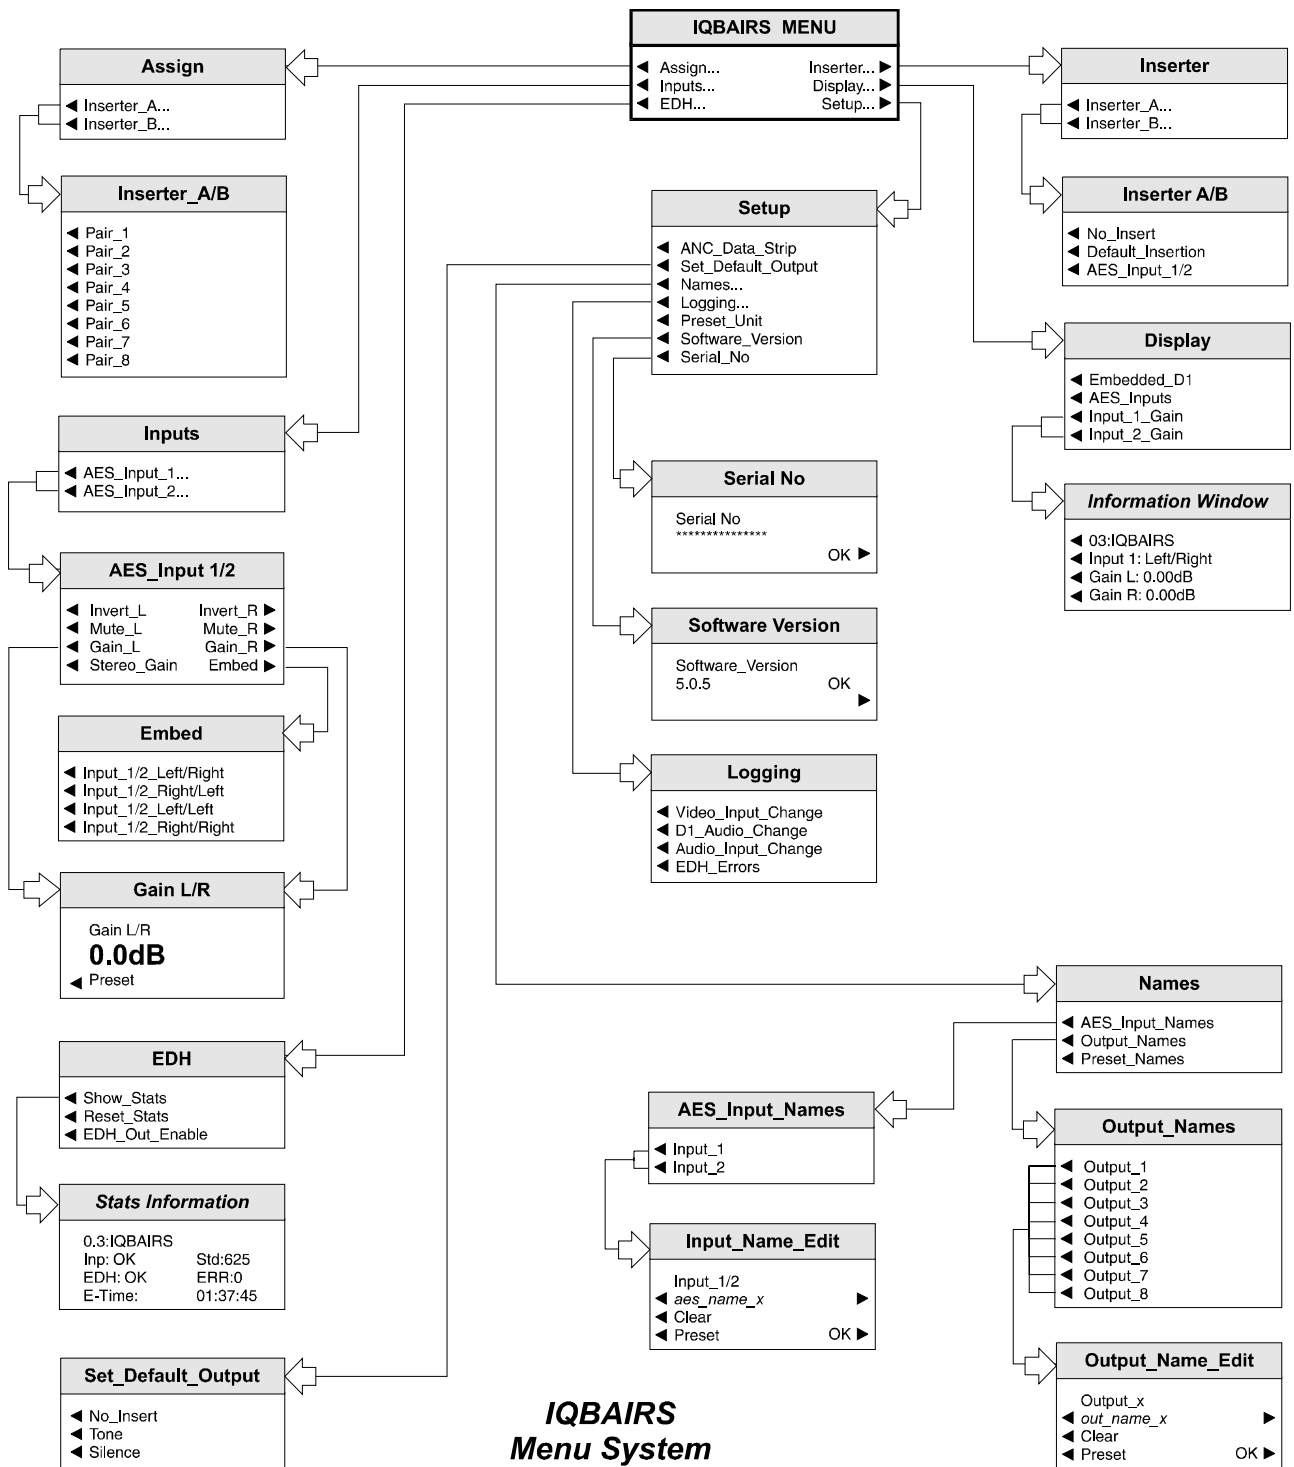 IQBAIRS MENU
Assign... Inserter...
Inputs... Display...
EDH... Setup...
Assign
Inserter_A...
Inserter_B...
Inserter_A/B
Pair_1
Pair_2
Pair_3
Pair_4
Pair_5
Pair_6
Pair_7
Pair_8
Inputs
AES_Input_1...
AES_Input_2...
AES_Input 1/2
Invert_L Invert_R
Mute_L Mute_R
Gain_L Gain_R
Stereo_Gain Embed
Embed
Input_1/2_Left/Right
Input_1/2_Right/Left
Input_1/2_Left/Left
Input_1/2_Right/Right
Gain L/R
Gain L/R
0.0dB
Preset
EDH
Show_Stats
Reset_Stats
EDH_Out_Enable
Stats Information
0.3:IQBAIRS
Inp: OK Std:625
EDH: OK ERR:0
E-Time: 01:37:45
Set_Default_Output
No_Insert
Tone
Silence
Setup
ANC_Data_Strip
Set_Default_Output
Names...
Logging...
Preset_Unit
Software_Version
Serial_No
Serial No
Serial No
***************
OK
Software Version
Software_Version
5.0.5 OK
Logging
Video_Input_Change
D1_Audio_Change
Audio_Input_Change
EDH_Errors
AES_Input_Names
Input_1
Input_2
Input_Name_Edit
Input_1/2
aes_name_x
Clear
Preset OK
IQBAIRS
Menu System
Inserter
Inserter_A...
Inserter_B...
Inserter A/B
No_Insert
Default_Insertion
AES_Input_1/2
Display
Embedded_D1
AES_Inputs
Input_1_Gain
Input_2_Gain
Information Window
03:IQBAIRS
Input 1: Left/Right
Gain L: 0.00dB
Gain R: 0.00dB
Names
AES_Input_Names
Output_Names
Preset_Names
Output_Names
Output_1
Output_2
Output_3
Output_4
Output_5
Output_6
Output_7
Output_8
Output_Name_Edit
Output_x
out_name_x
Clear
Preset OK